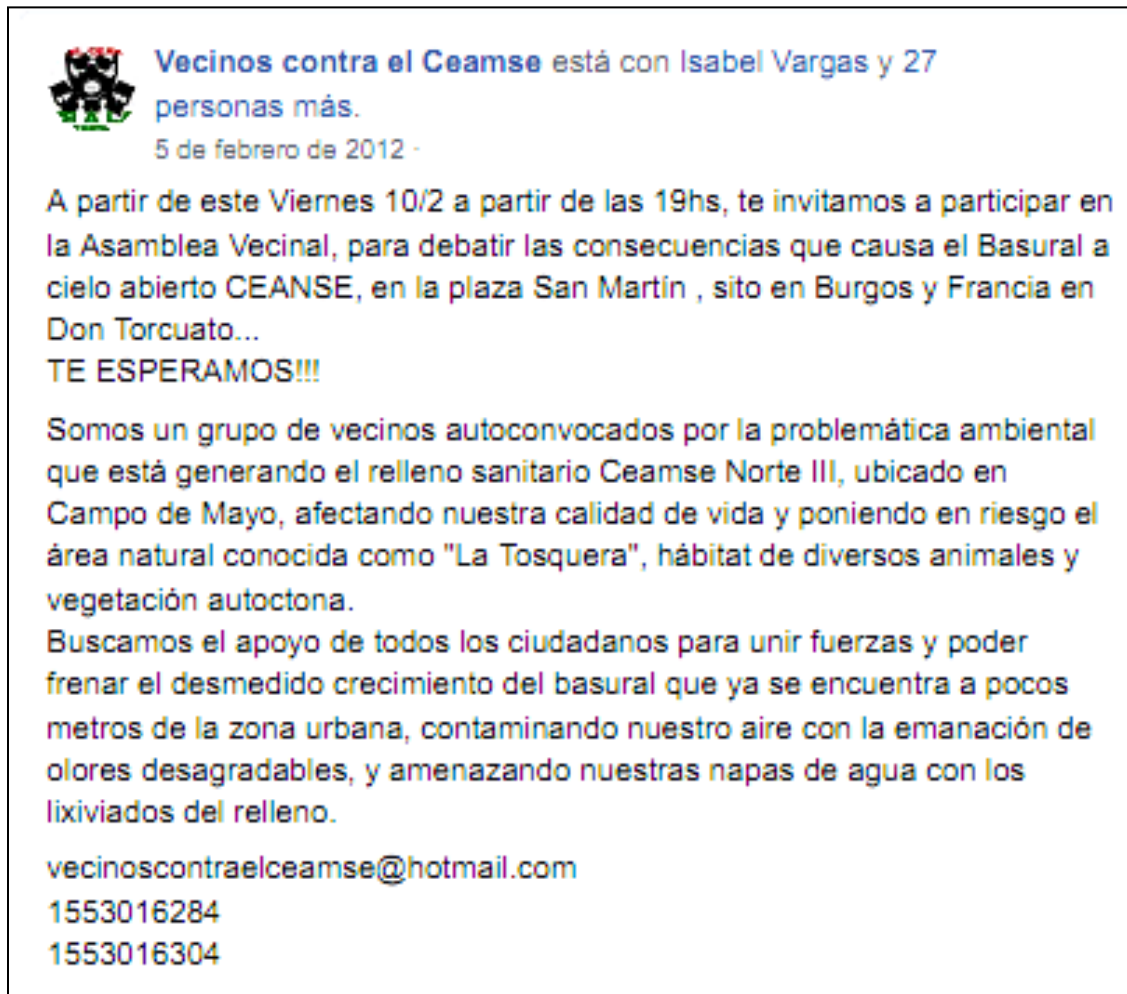 Vecinos contra el Ceamse está con Isabel Vargas y 27
personas más.
5 de febrero de 2012 ·
A partir de este Viernes 10/2 a partir de las 19hs, te invitamos a participar en
la Asamblea Vecinal, para debatir las consecuencias que causa el Basural a
cielo abierto CEANSE, en la plaza San Martín , sito en Burgos y Francia en
Don Torcuato...
TE ESPERAMOS!!!
Somos un grupo de vecinos autoconvocados por la problemática ambiental
que está generando el relleno sanitario Ceamse Norte III, ubicado en
Campo de Mayo, afectando nuestra calidad de vida y poniendo en riesgo el
área natural conocida como "La Tosquera", hábitat de diversos animales y
vegetación autoctona.
Buscamos el apoyo de todos los ciudadanos para unir fuerzas y poder
frenar el desmedido crecimiento del basural que ya se encuentra a pocos
metros de la zona urbana, contaminando nuestro aire con la emanación de
olores desagradables, y amenazando nuestras napas de agua con los
lixiviados del relleno.
vecinoscontraelceamse@hotmail.com
1553016284
1553016304